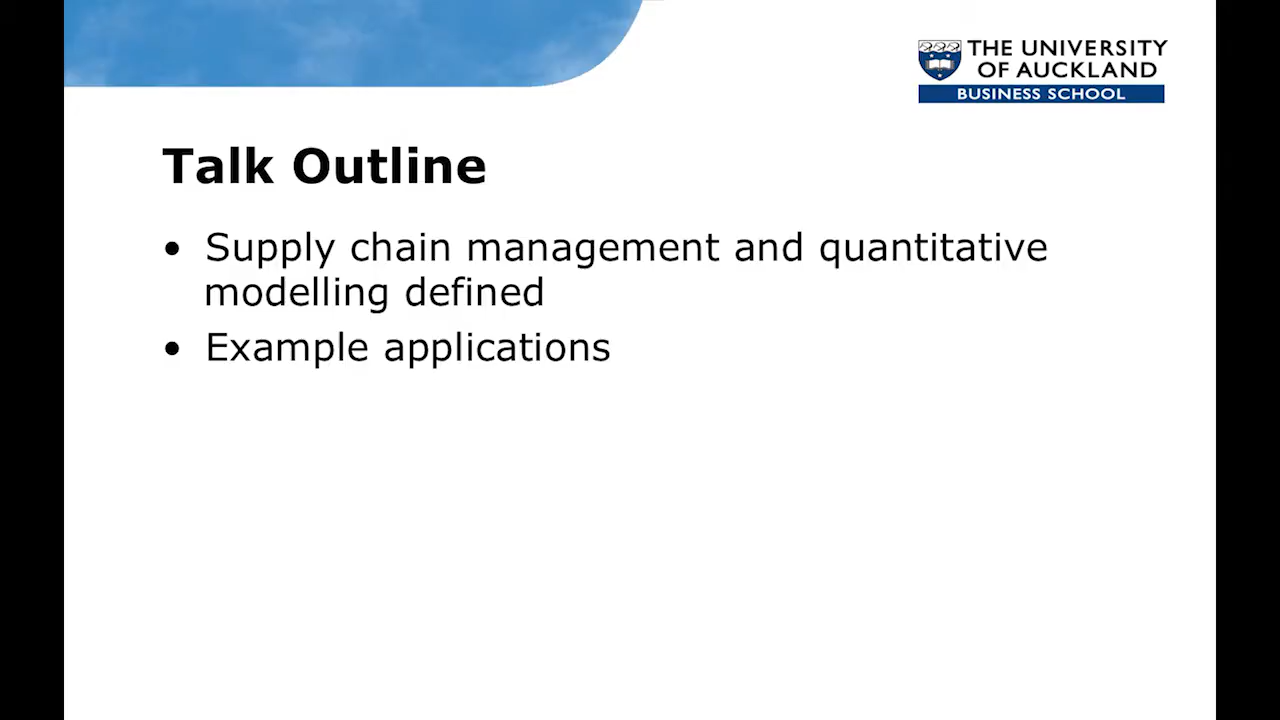 THE UNIVERSITY
OF AUCKLAND
BUSINESS SCHOOL
Talk Outline
• Supply chain management and quantitative
modelling defined
• Example applications